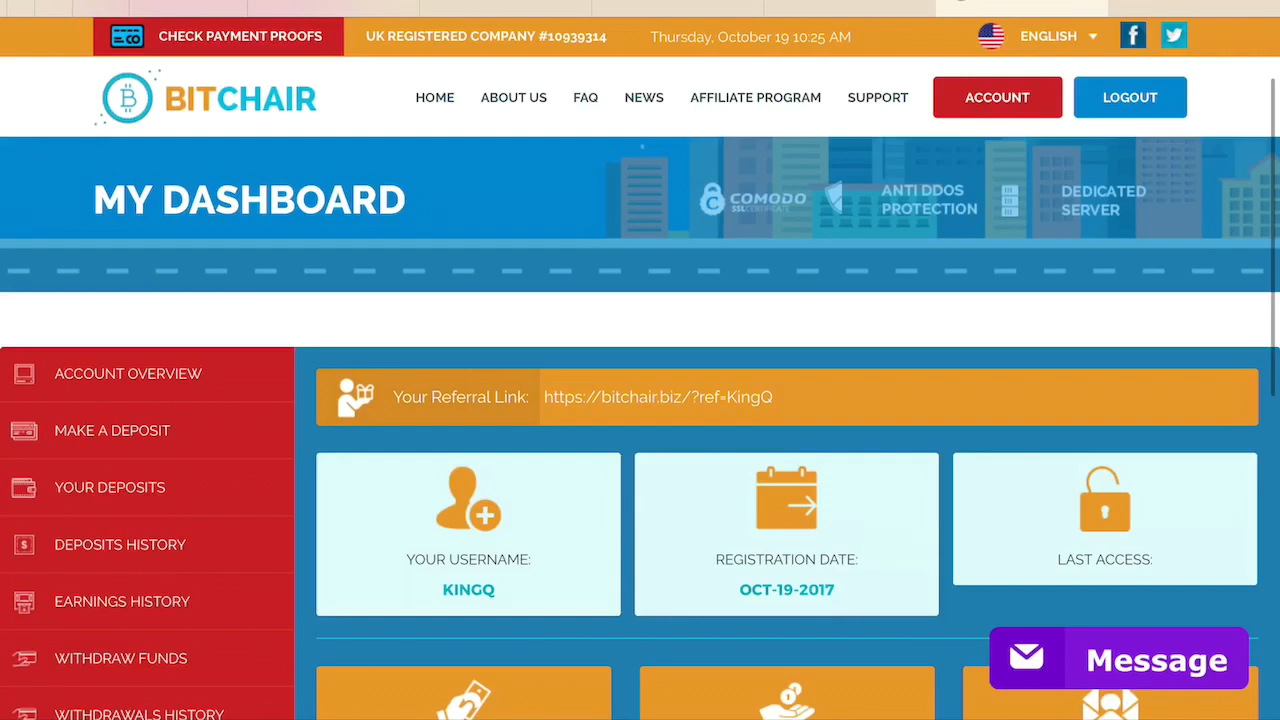 CHECK PAYMENT PROOFS
UK REGISTERED COMPANY #10939314
Thursday, October 19 10:25 AM
ENGLISH
BITCHAIR
HOME
ABOUT US
FAQ
NEWS
AFFILIATE PROGRAM
SUPPORT
ACCOUNT
LOGOUT
MY DASHBOARD
COMODO
SSL CERTIFICATE
ANTI DDOS
PROTECTION
DEDICATED
SERVER
ACCOUNT OVERVIEW
MAKE A DEPOSIT
YOUR DEPOSITS
DEPOSITS HISTORY
EARNINGS HISTORY
WITHDRAW FUNDS
WITHDRAWALS HISTORY
Your Referral Link:
https://bitchair.biz/?ref=KingQ
YOUR USERNAME:
KINGQ
REGISTRATION DATE:
OCT-19-2017
LAST ACCESS:
Message